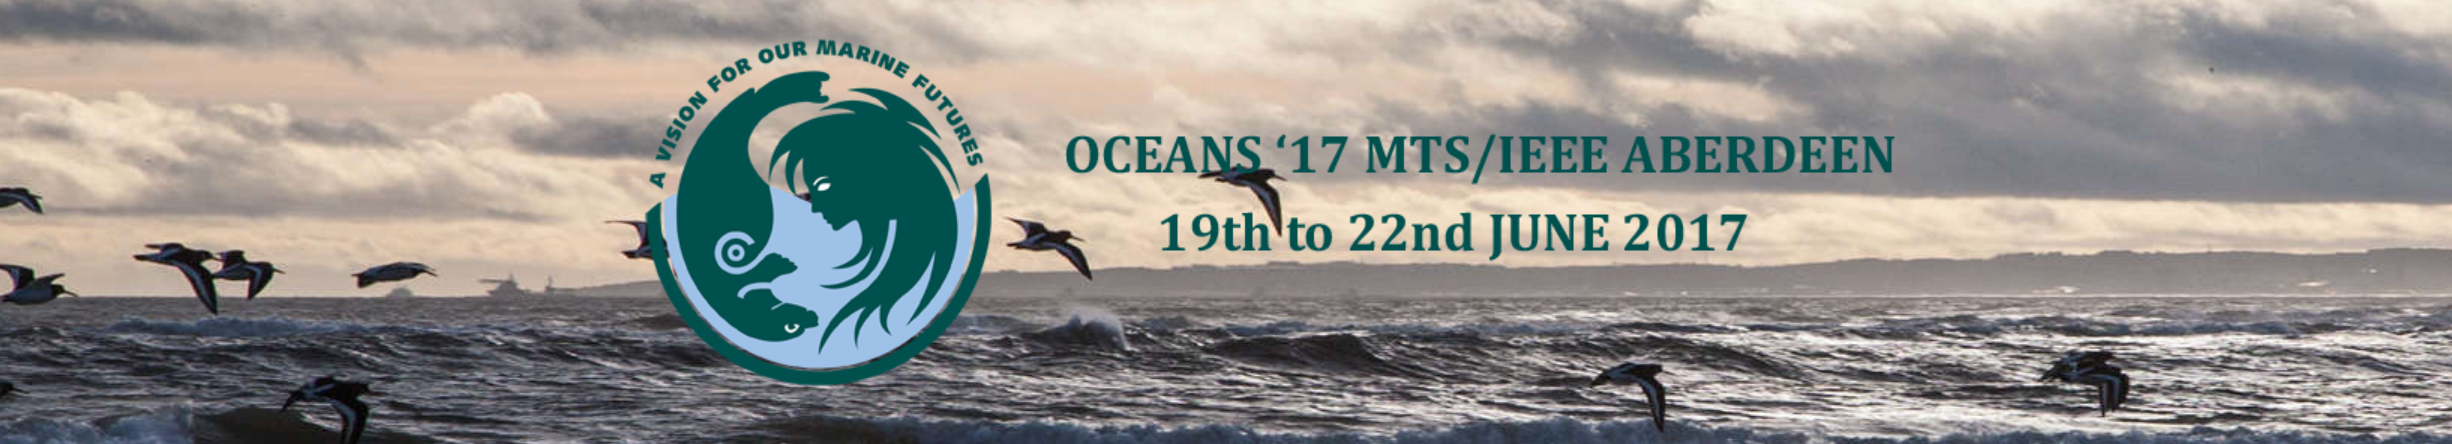 A VISION FOR OUR MARINE FUTURES
OCEANS ‘17 MTS/IEEE ABERDEEN
19th to 22nd JUNE 2017